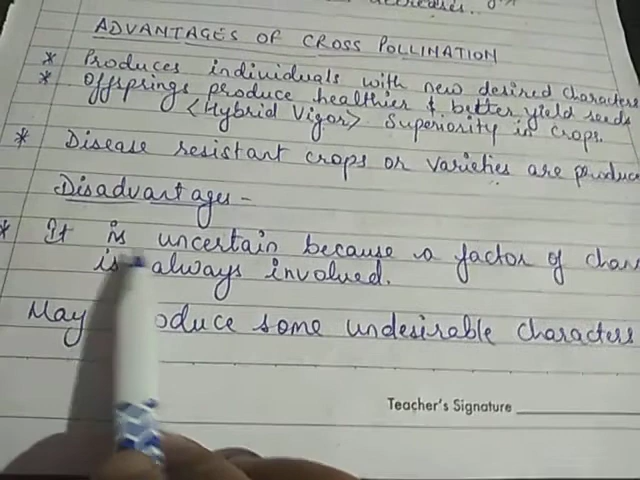 ADVANTAGES OF CROSS POLLINATION
* Produces individuals with new desired characters
* Offsprings produce healthier & better yield seeds
<Hybrid Vigor> Superiority in crops.
* Disease resistant crops or varieties are produce
Disadvantages -
* It is uncertain because a factor of chan
is always involved.
May oduce some undesirable characters
Teacher's Signature